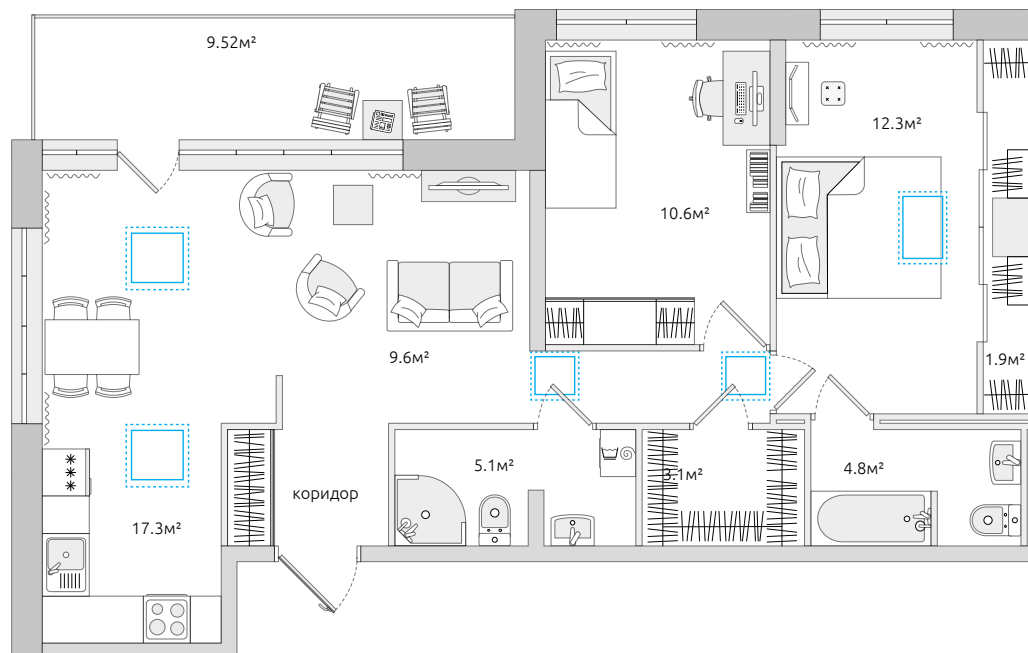 9.52м²
12.3м²
10.6м²
9.6м²
1.9м²
5.1м²
3.1м²
4.8м²
коридор
17.3м²